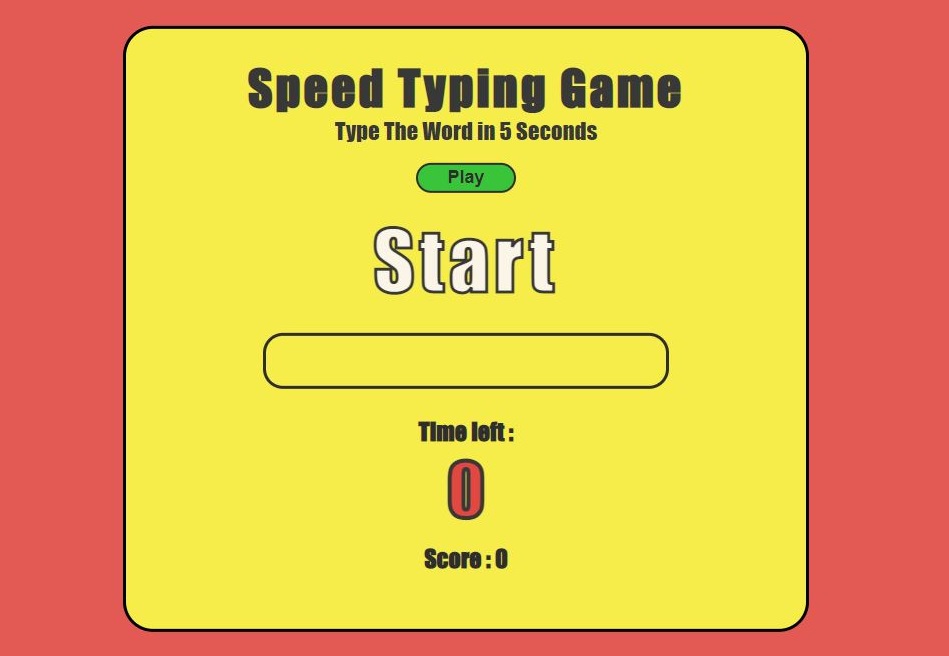 Speed Typing Game
Type The Word in 5 Seconds
Play
Start
Time left :
0
Score : 0